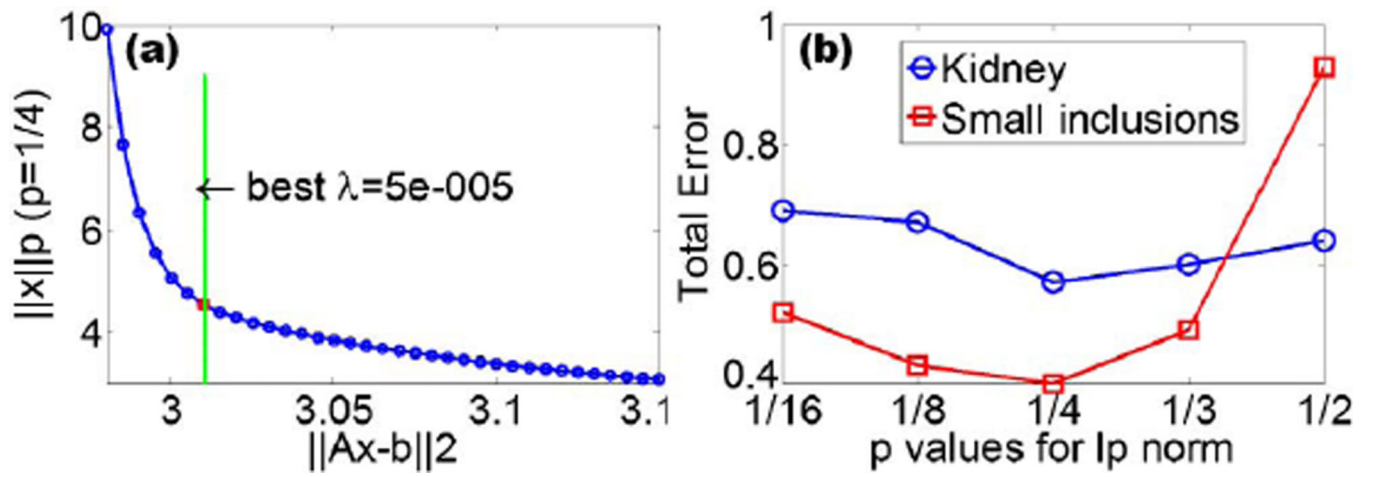 (a)
10
8
6
4
||x||p (p=1/4)
← best λ=5e-005
3 3.05 3.1 3.1
||Ax-b||2
(b)
Kidney
Small inclusions
1
0.8
0.6
0.4
Total Error
1/16 1/8 1/4 1/3 1/2
p values for lp norm